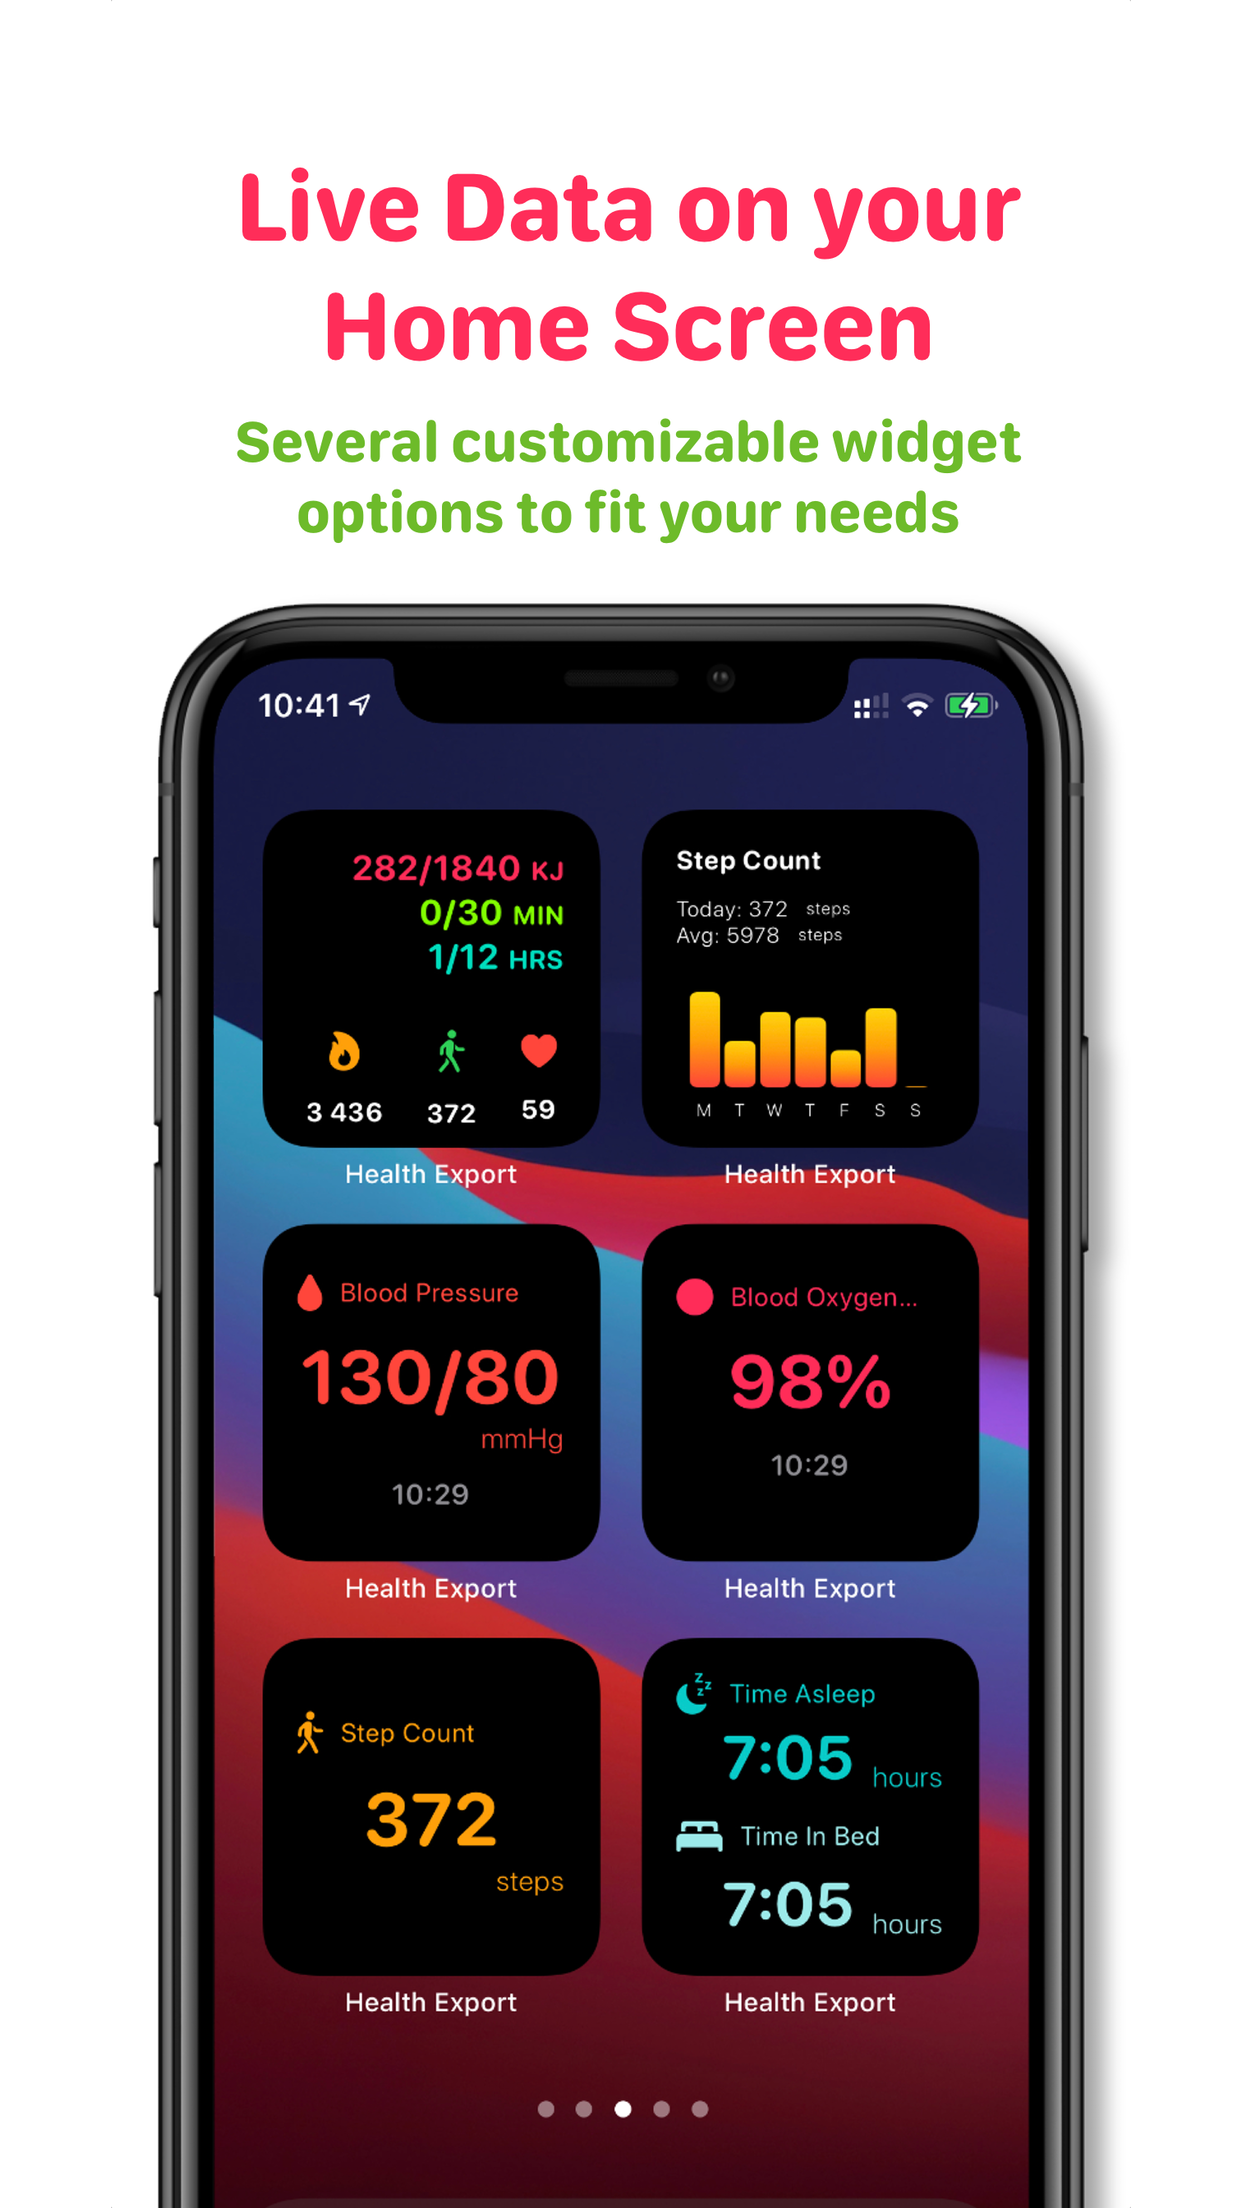 Live Data on your
Home Screen
Several customizable widget
options to fit your needs
10:41
282/1840 KJ
0/30 MIN
1/12 HRS
3 436 372 59
Health Export
Step Count
Today: 372 steps
Avg: 5978 steps
M T W T F S S
Health Export
Blood Pressure
130/80
mmHg
10:29
Health Export
Blood Oxygen...
98%
10:29
Health Export
Step Count
372
steps
Health Export
zzz
Time Asleep
7:05 hours
Time In Bed
7:05 hours
Health Export